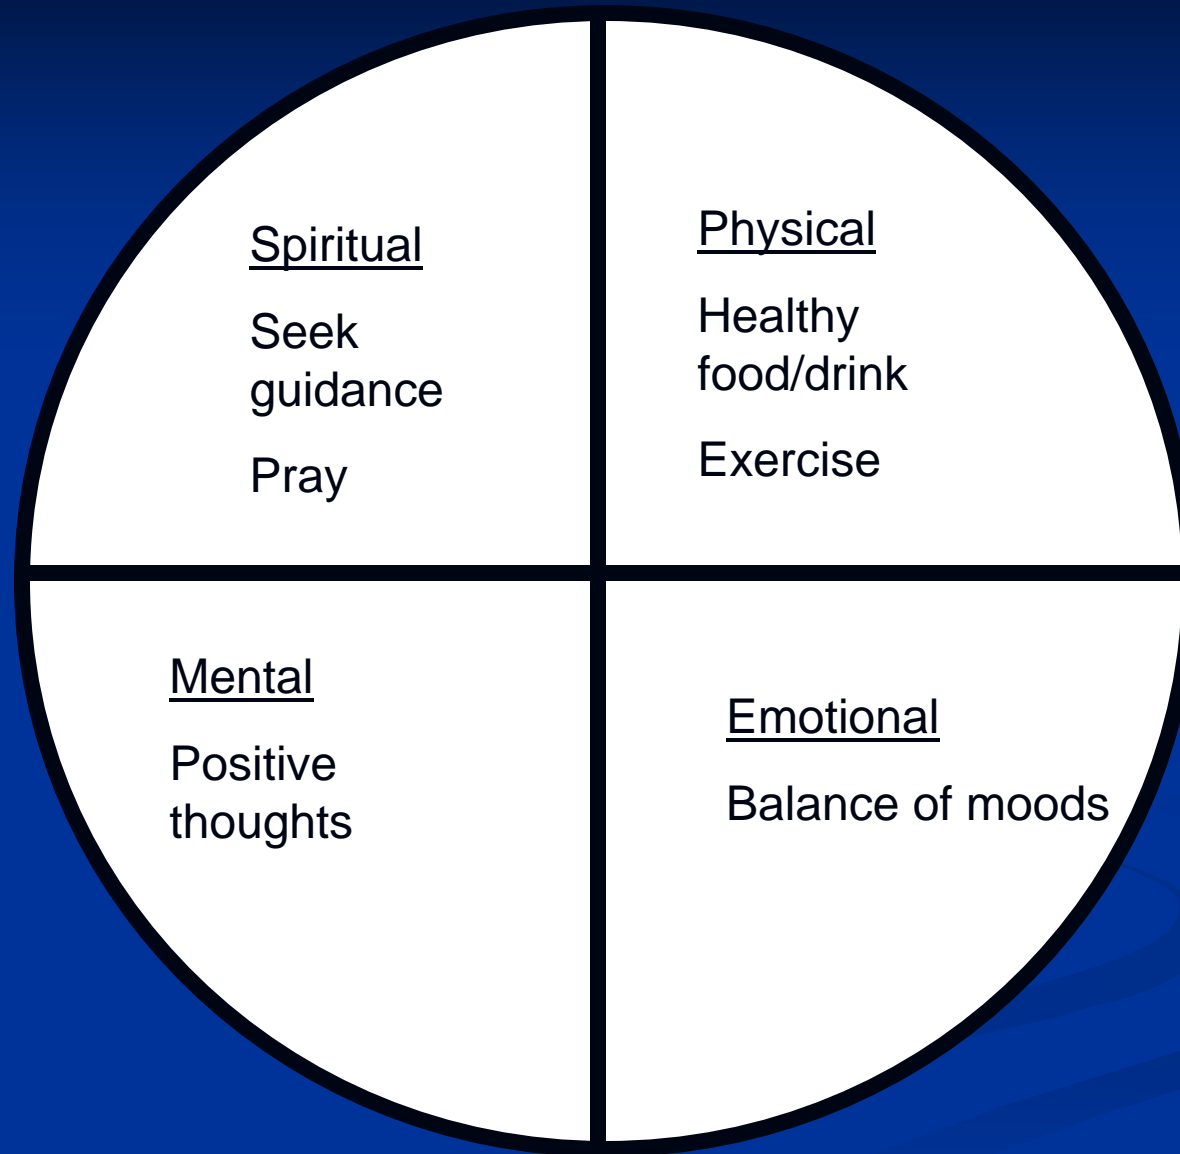 Spiritual
Seek
guidance
Pray
Physical
Healthy
food/drink
Exercise
Mental
Positive
thoughts
Emotional
Balance of moods